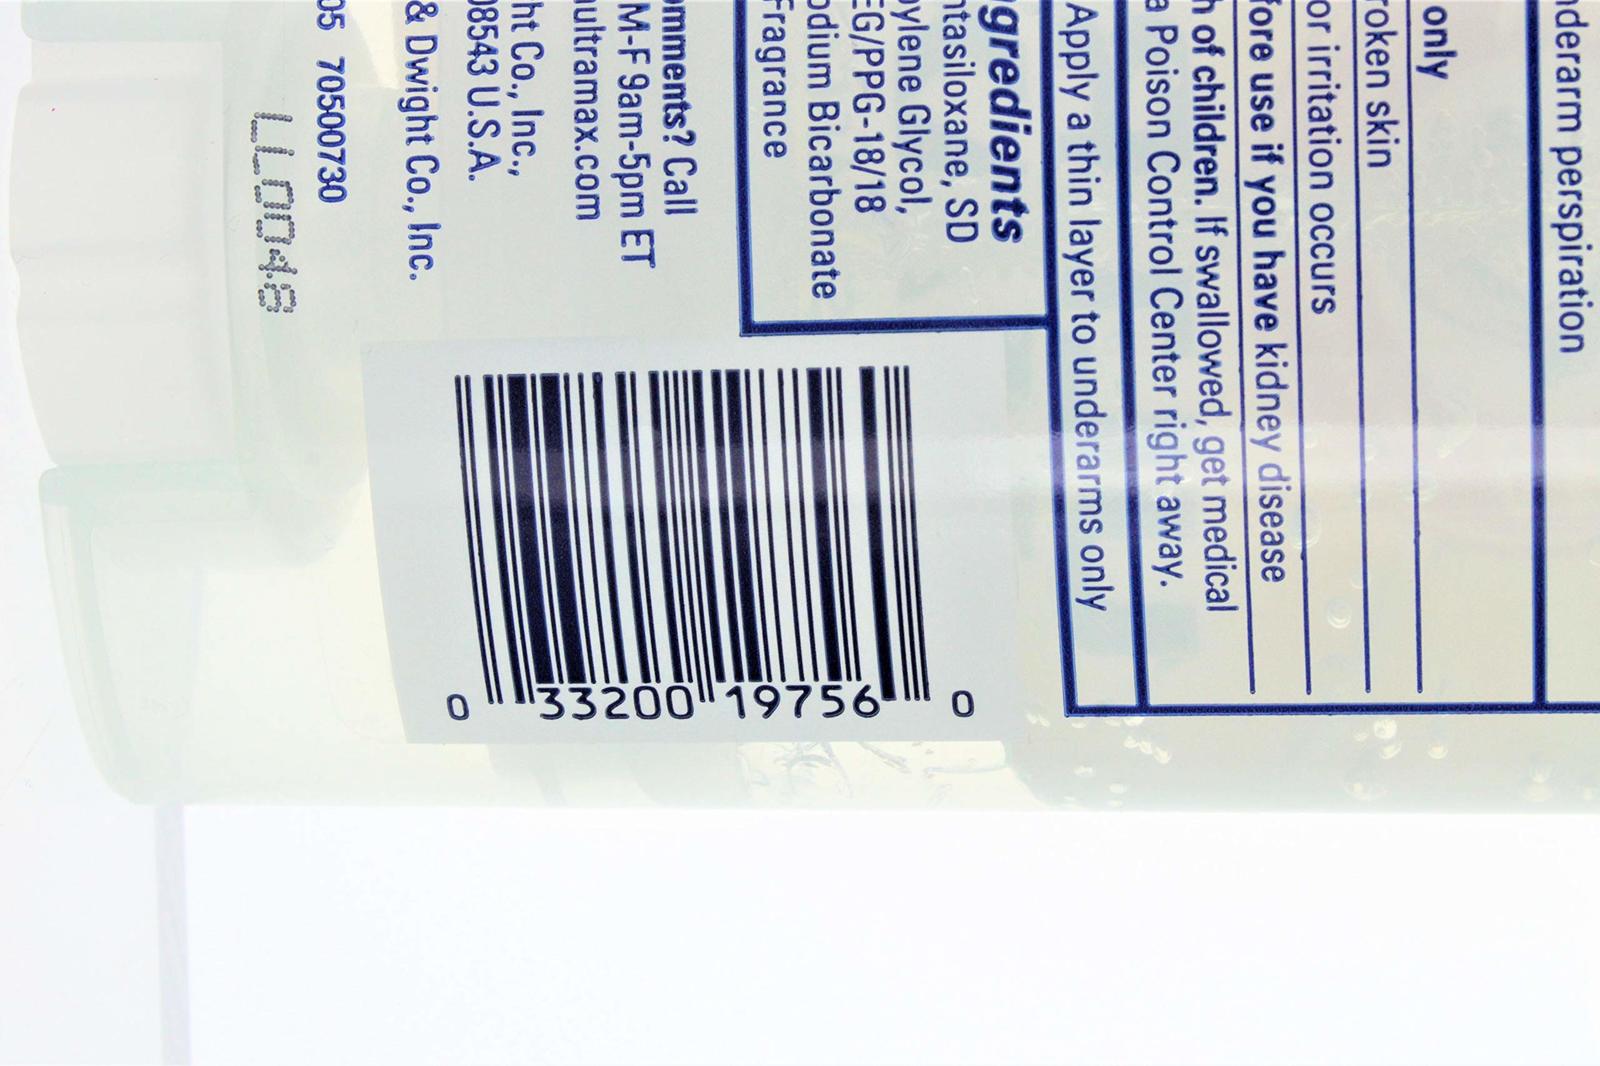 nderarm perspiration
only
roken skin
or irritation occurs
fore use if you have kidney disease
h of children. If swallowed, get medical
a Poison Control Center right away.
Apply a thin layer to underarms only
gredients
ntasiloxane, SD
pylene Glycol,
EG/PPG-18/18
odium Bicarbonate
Fragrance
omments? Call
M-F 9am-5pm ET
ultramax.com
ht Co., Inc.,
08543 U.S.A.
& Dwight Co., Inc.
05 70500730
LL0048
0 33200 19756 0